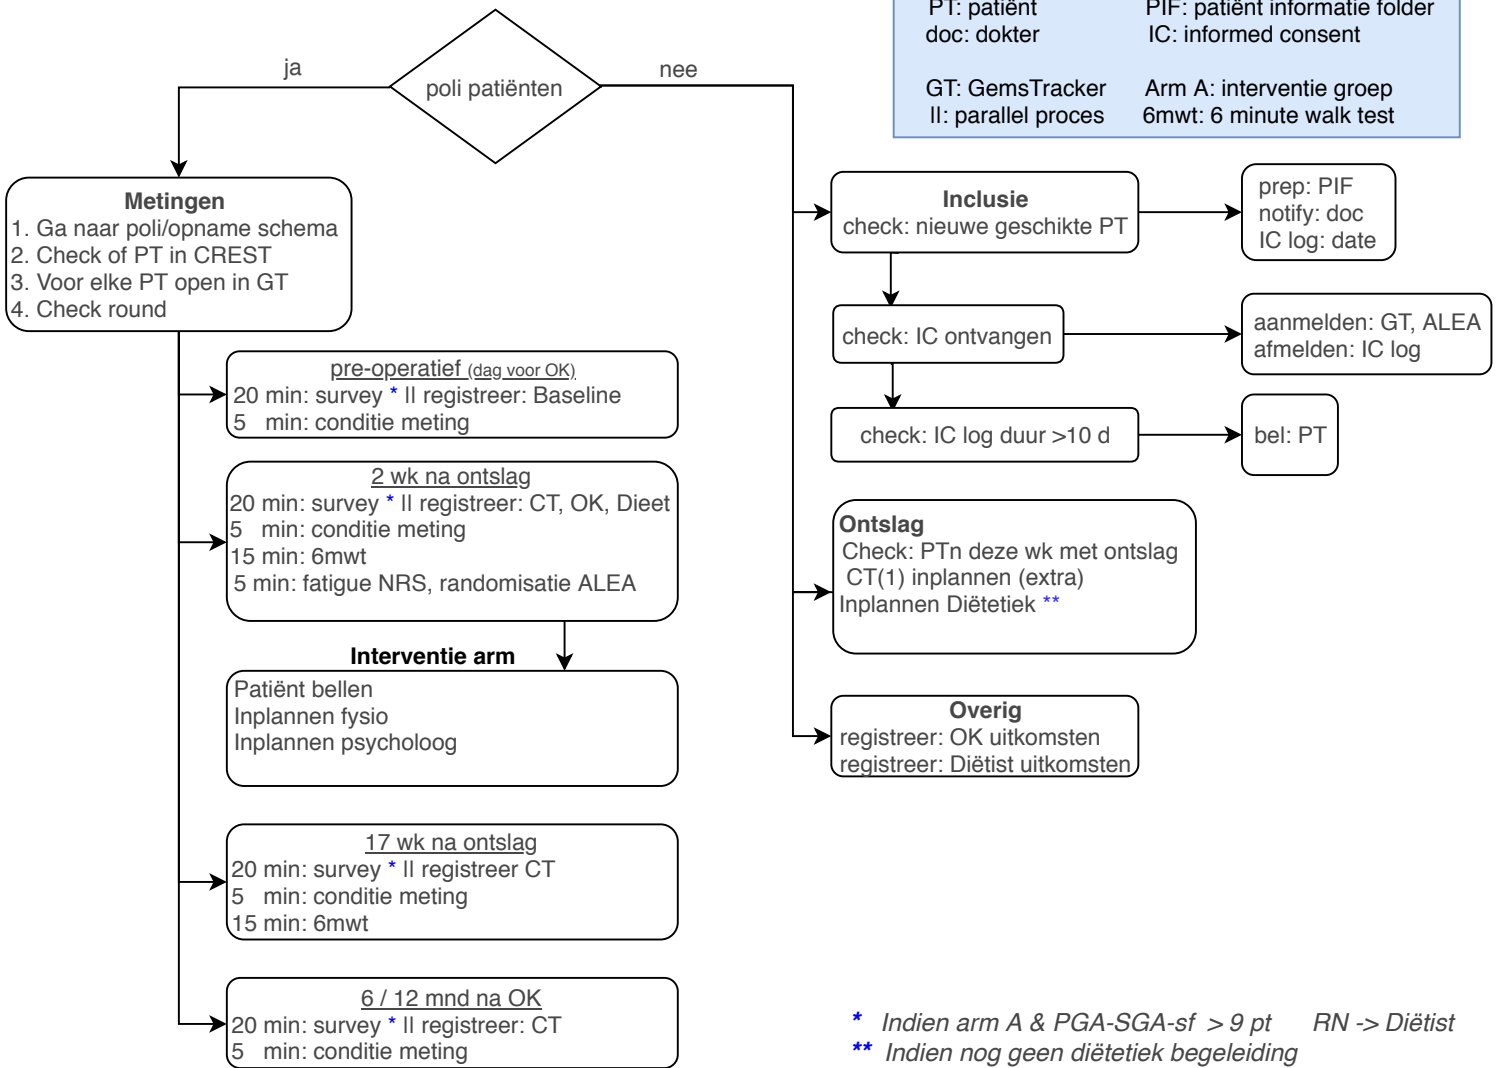 PT: patiënt PIF: patiënt informatie folder
doc: dokter IC: informed consent
GT: GemsTracker Arm A: interventie groep
II: parallel proces 6mwt: 6 minute walk test
ja
poli patiënten
nee
Metingen
1. Ga naar poli/opname schema
2. Check of PT in CREST
3. Voor elke PT open in GT
4. Check round
pre-operatief (dag voor OK)
20 min: survey * II registreer: Baseline
5 min: conditie meting
2 wk na ontslag
20 min: survey * II registreer: CT, OK, Dieet
5 min: conditie meting
15 min: 6mwt
5 min: fatigue NRS, randomisatie ALEA
Interventie arm
Patiënt bellen
Inplannen fysio
Inplannen psycholoog
17 wk na ontslag
20 min: survey * II registreer CT
5 min: conditie meting
15 min: 6mwt
6 / 12 mnd na OK
20 min: survey * II registreer: CT
5 min: conditie meting
Inclusie
check: nieuwe geschikte PT
prep: PIF
notify: doc
IC log: date
check: IC ontvangen
aanmelden: GT, ALEA
afmelden: IC log
check: IC log duur >10 d
bel: PT
Ontslag
Check: PTn deze wk met ontslag
CT(1) inplannen (extra)
Inplannen Diëtetiek **
Overig
registreer: OK uitkomsten
registreer: Diëtist uitkomsten
* Indien arm A & PGA-SGA-sf > 9 pt RN -> Diëtist
** Indien nog geen diëtetiek begeleiding